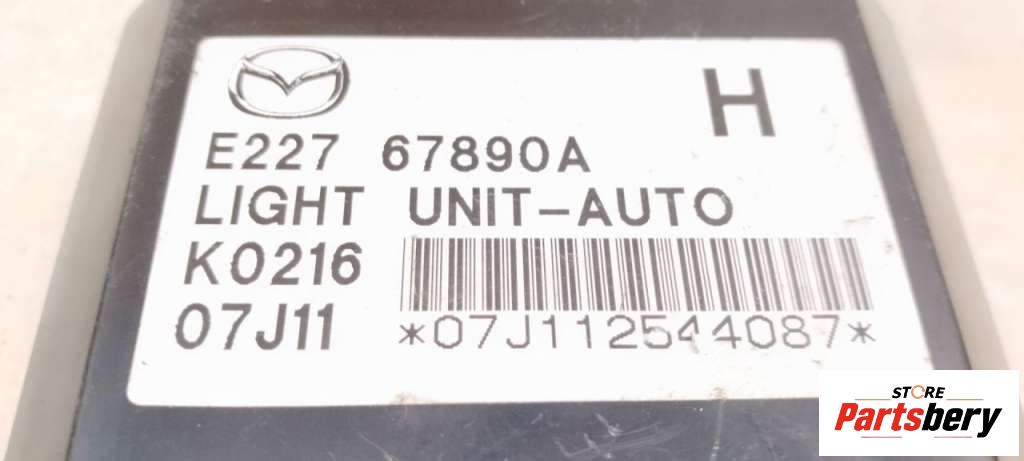 H
E227 67890A
LIGHT UNIT-AUTO
K0216
07J11
*07J112544087*
STORE
Partsbery